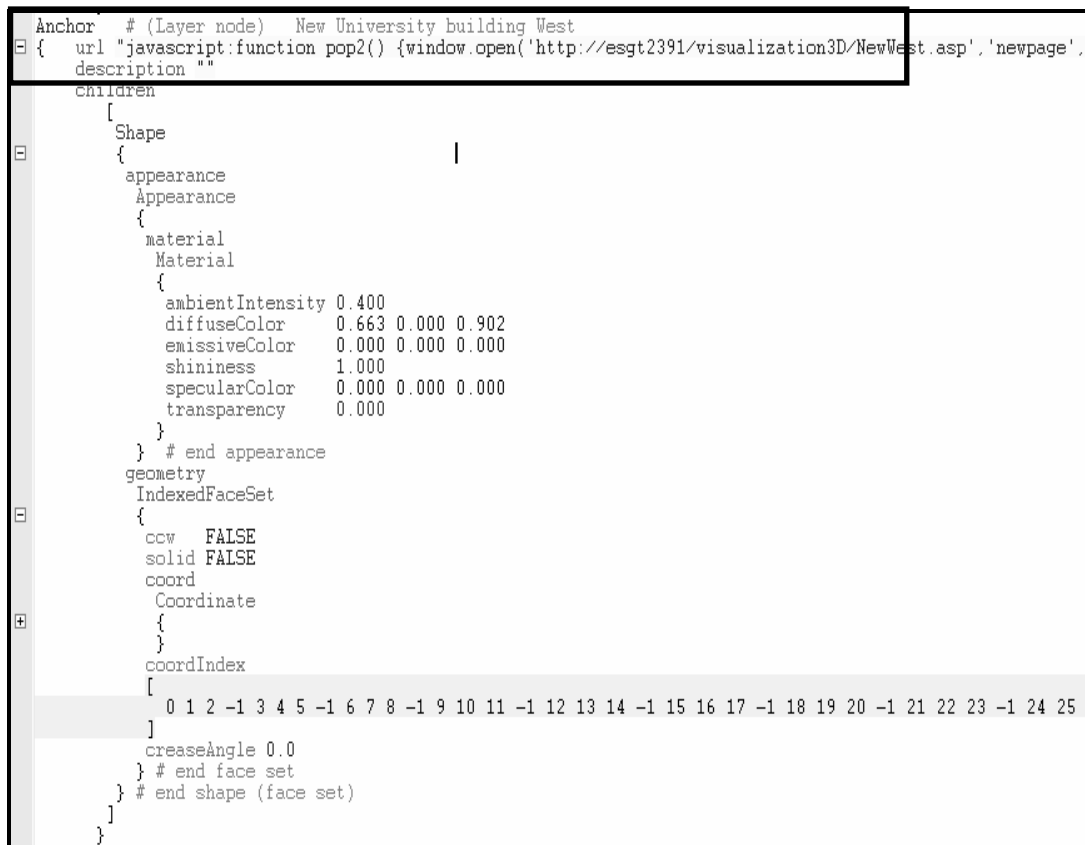 Anchor # (Layer node) New University building West
{ url "javascript:function pop2() {window.open('http://esgt2391/visualization3D/NewWest.asp','newpage',
description ""
children
[
Shape
{
appearance
Appearance
{
material
Material
{
ambientIntensity 0.400
diffuseColor 0.663 0.000 0.902
emissiveColor 0.000 0.000 0.000
shininess 1.000
specularColor 0.000 0.000 0.000
transparency 0.000
}
} # end appearance
geometry
IndexedFaceSet
{
ccw FALSE
solid FALSE
coord
Coordinate
{
}
coordIndex
[
0 1 2 -1 3 4 5 -1 6 7 8 -1 9 10 11 -1 12 13 14 -1 15 16 17 -1 18 19 20 -1 21 22 23 -1 24 25
]
creaseAngle 0.0
} # end face set
} # end shape (face set)
]
}